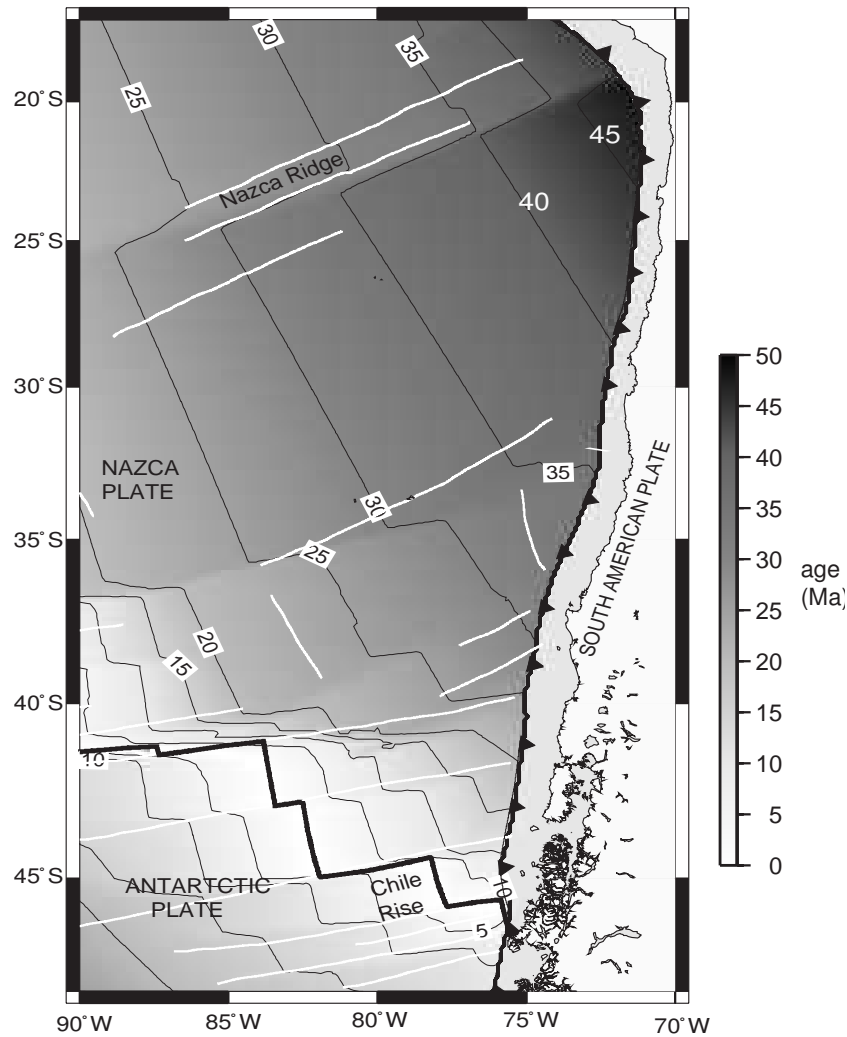 30
35
25
20˚S
45
Nazca Ridge
40
25˚S
30˚S
NAZCA
PLATE
35
30
25
35˚S
SOUTH AMERICAN PLATE
20
15
40˚S
10
45˚S
ANTARTCTIC
PLATE
Chile
Rise
10
5
90˚W
85˚W
80˚W
75˚W
70˚W
50
45
40
35
30
25
20
15
10
5
0
age
(Ma)